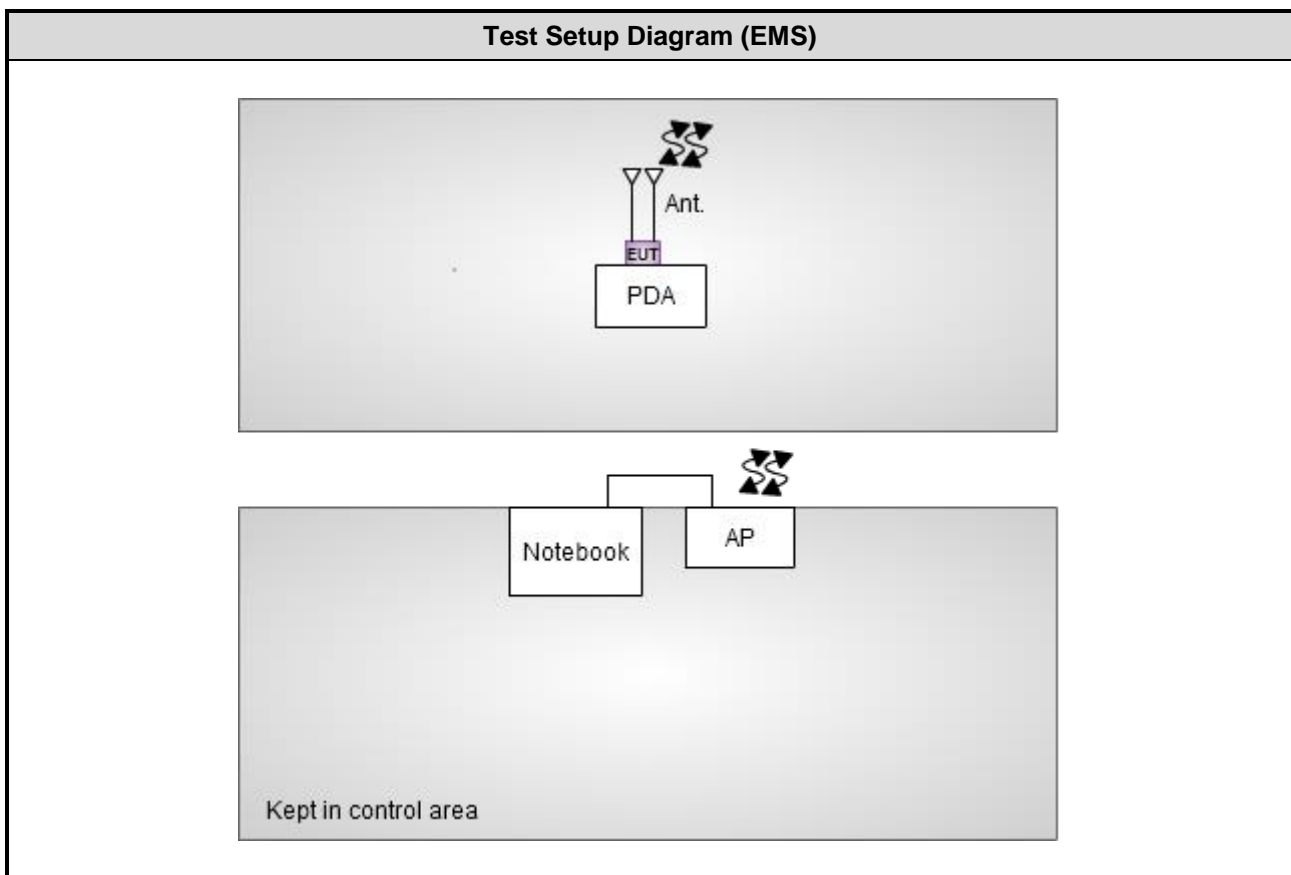 Test Setup Diagram (EMS)
Ant.
EUT
PDA
Notebook
AP
Kept in control area